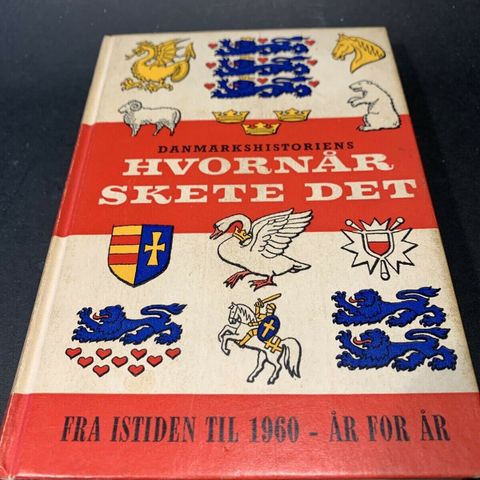 DANMARKSHISTORIENS
HVORNÅR
SKETE DET
FRA ISTIDEN TIL 1960 - ÅR FOR ÅR